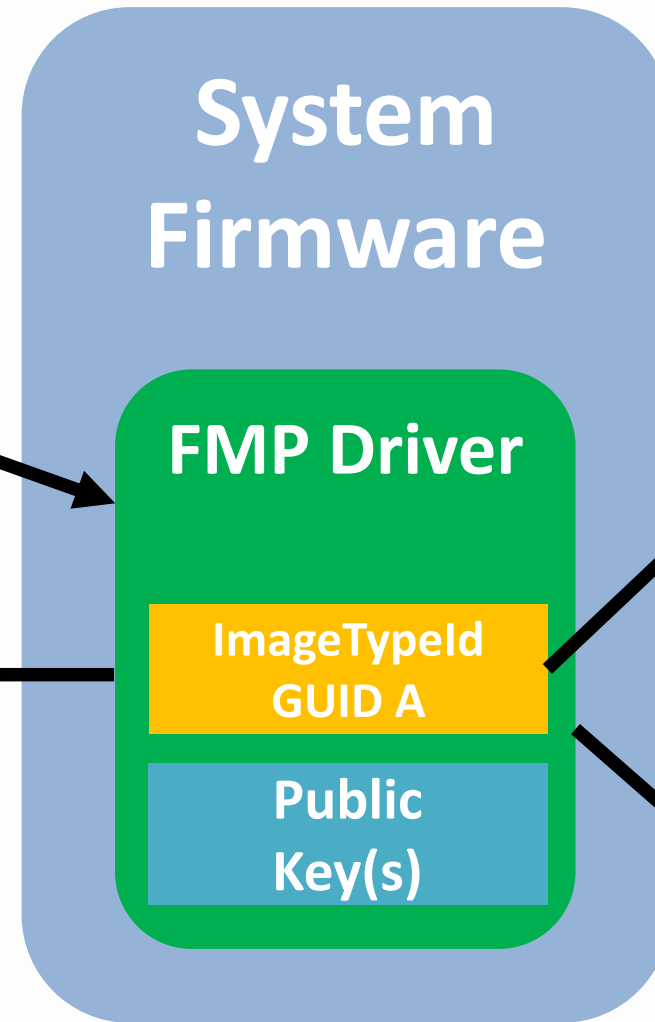 System
Firmware
FMP Driver
ImageTypeId
GUID A
Public
Key(s)